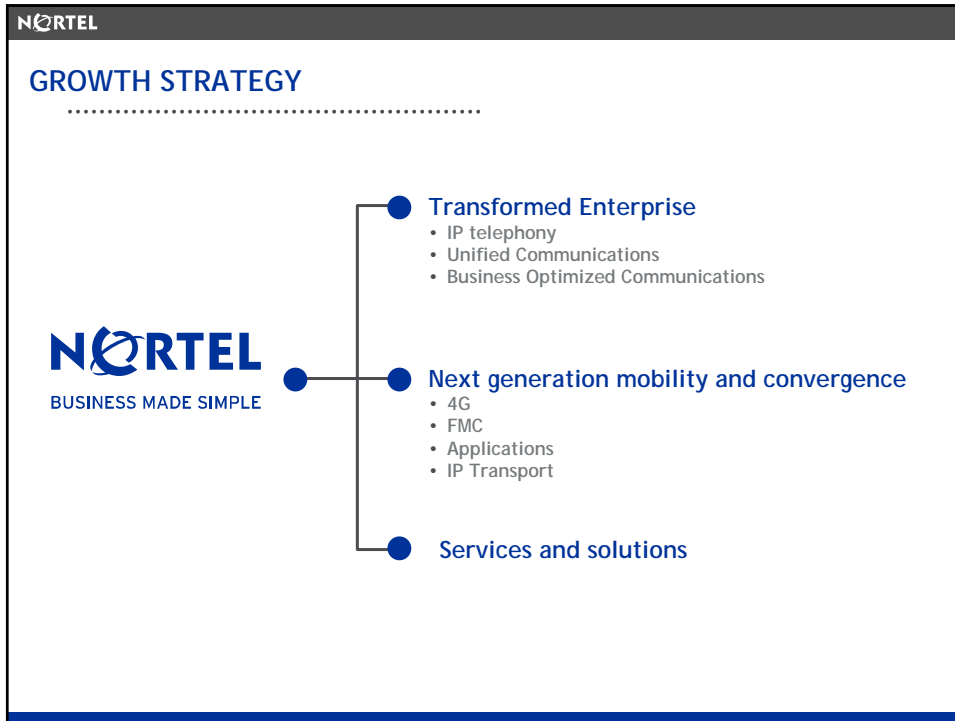 NORTEL
GROWTH STRATEGY
Transformed Enterprise
• IP telephony
• Unified Communications
• Business Optimized Communications
NORTEL
BUSINESS MADE SIMPLE
Next generation mobility and convergence
• 4G
• FMC
• Applications
• IP Transport
Services and solutions